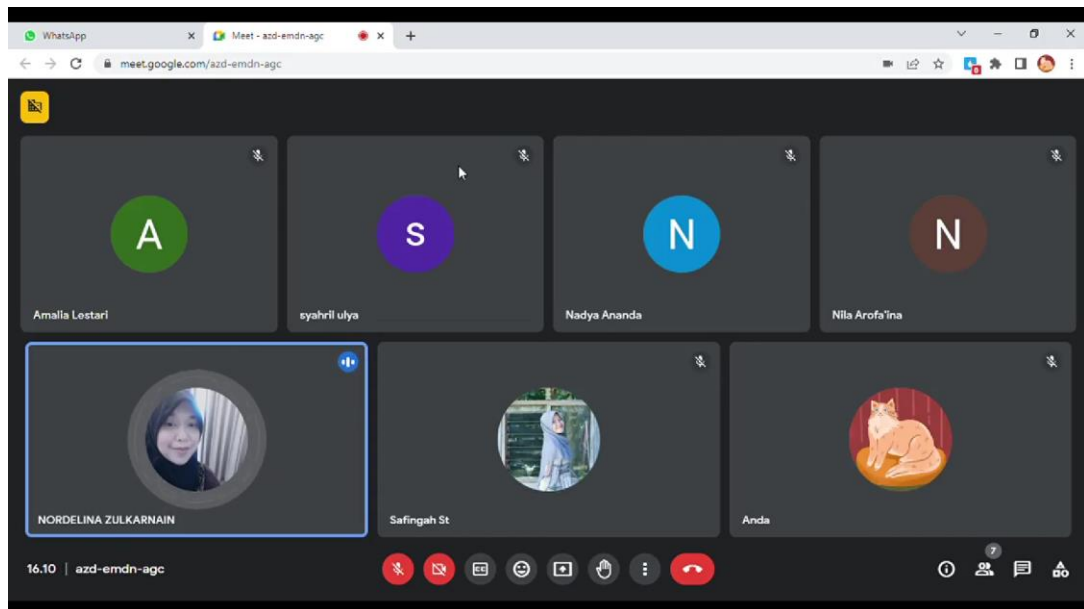 WhatsApp
Meet - azd-emdn-agc
meet.google.com/azd-emdn-agc
A
S
N
N
Amalia Lestari
syahril ulya
Nadya Ananda
Nila Arofa'ina
NORDELINA ZULKARNAIN
Safingah St
Anda
16.10 | azd-emdn-agc
CC
7